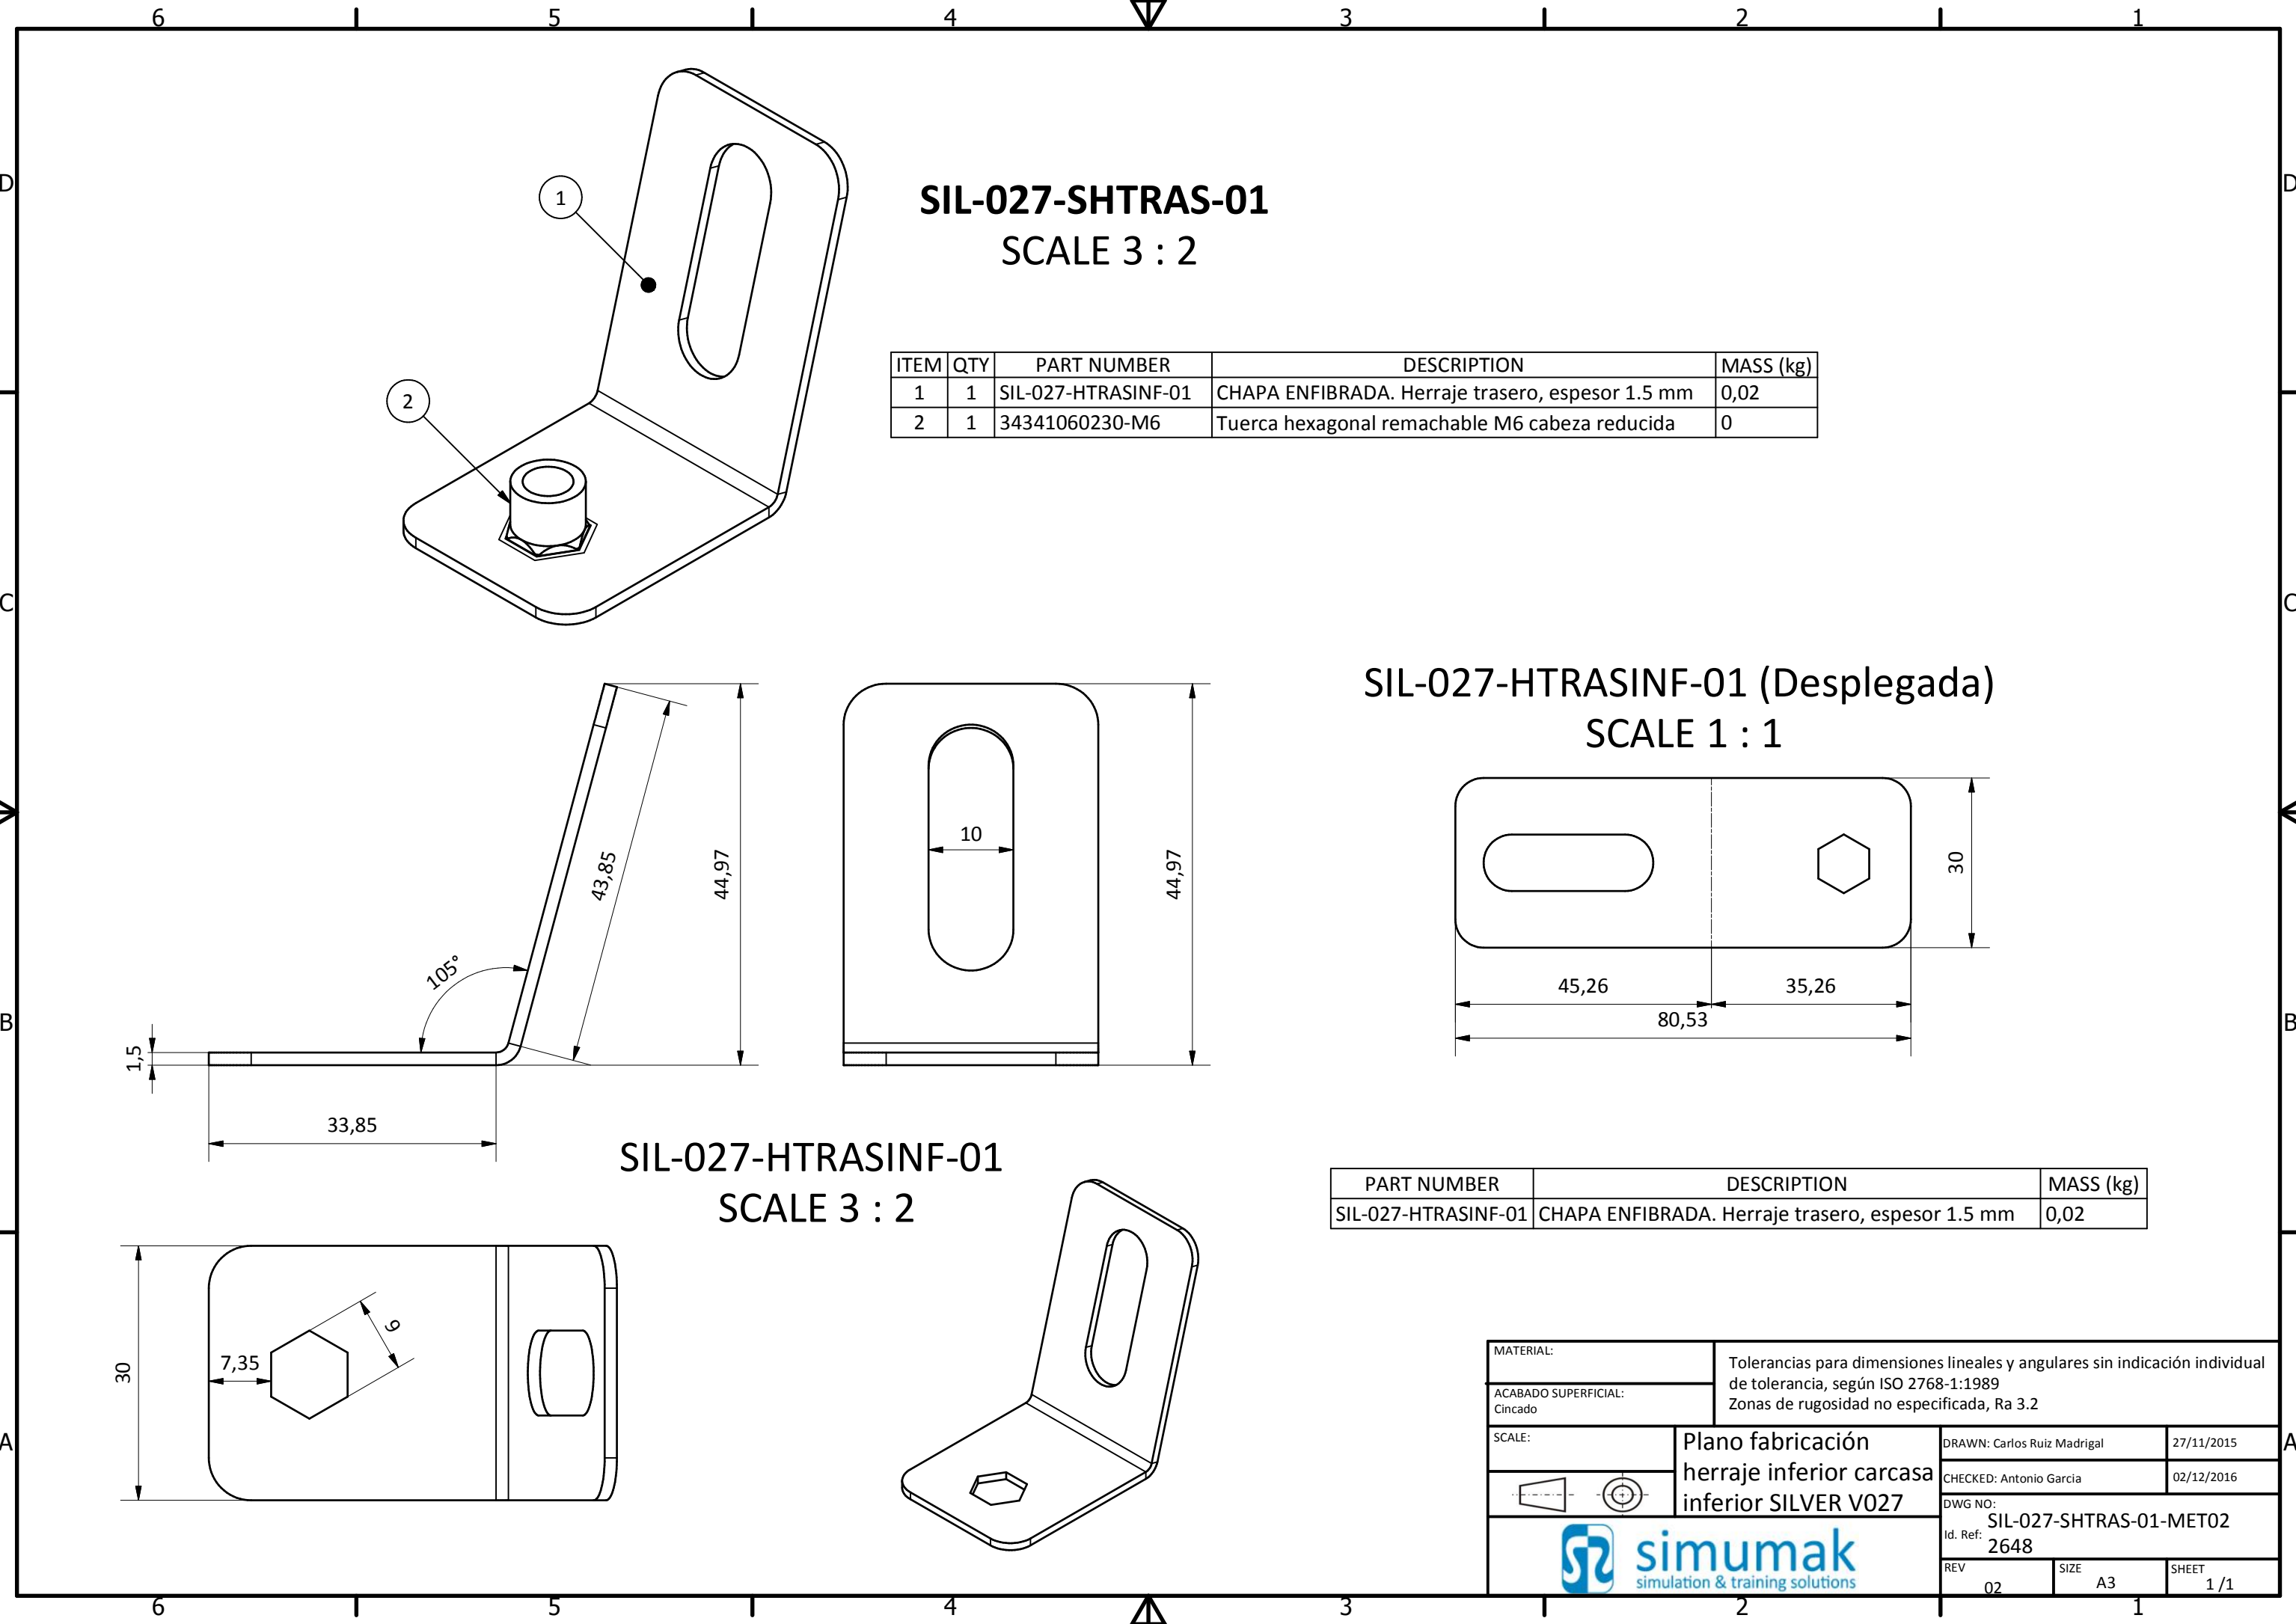 6 5 4 3 2 1
D D
1
SIL-027-SHTRAS-01
SCALE 3 : 2
ITEM QTY PART NUMBER DESCRIPTION MASS (kg)
1 1 SIL-027-HTRASINF-01 CHAPA ENFIBRADA. Herraje trasero, espesor 1.5 mm 0,02
2 1 34341060230-M6 Tuerca hexagonal remachable M6 cabeza reducida 0
2
C C
SIL-027-HTRASINF-01 (Desplegada)
SCALE 1 : 1
43,85
44,97
10
44,97
30
105°
45,26 35,26
80,53
B B
1,5
33,85
SIL-027-HTRASINF-01
SCALE 3 : 2
PART NUMBER DESCRIPTION MASS (kg)
SIL-027-HTRASINF-01 CHAPA ENFIBRADA. Herraje trasero, espesor 1.5 mm 0,02
9
7,35
30
A A
MATERIAL:
ACABADO SUPERFICIAL:
Cincado
Tolerancias para dimensiones lineales y angulares sin indicación individual
de tolerancia, según ISO 2768-1:1989
Zonas de rugosidad no especificada, Ra 3.2
SCALE:
Plano fabricación
herraje inferior carcasa
inferior SILVER V027
DRAWN: Carlos Ruiz Madrigal 27/11/2015
CHECKED: Antonio Garcia 02/12/2016
DWG NO:
SIL-027-SHTRAS-01-MET02
Id. Ref: 2648
simumak
simulation & training solutions
REV 02
SIZE A3
SHEET 1 /1
6 5 4 3 2 1